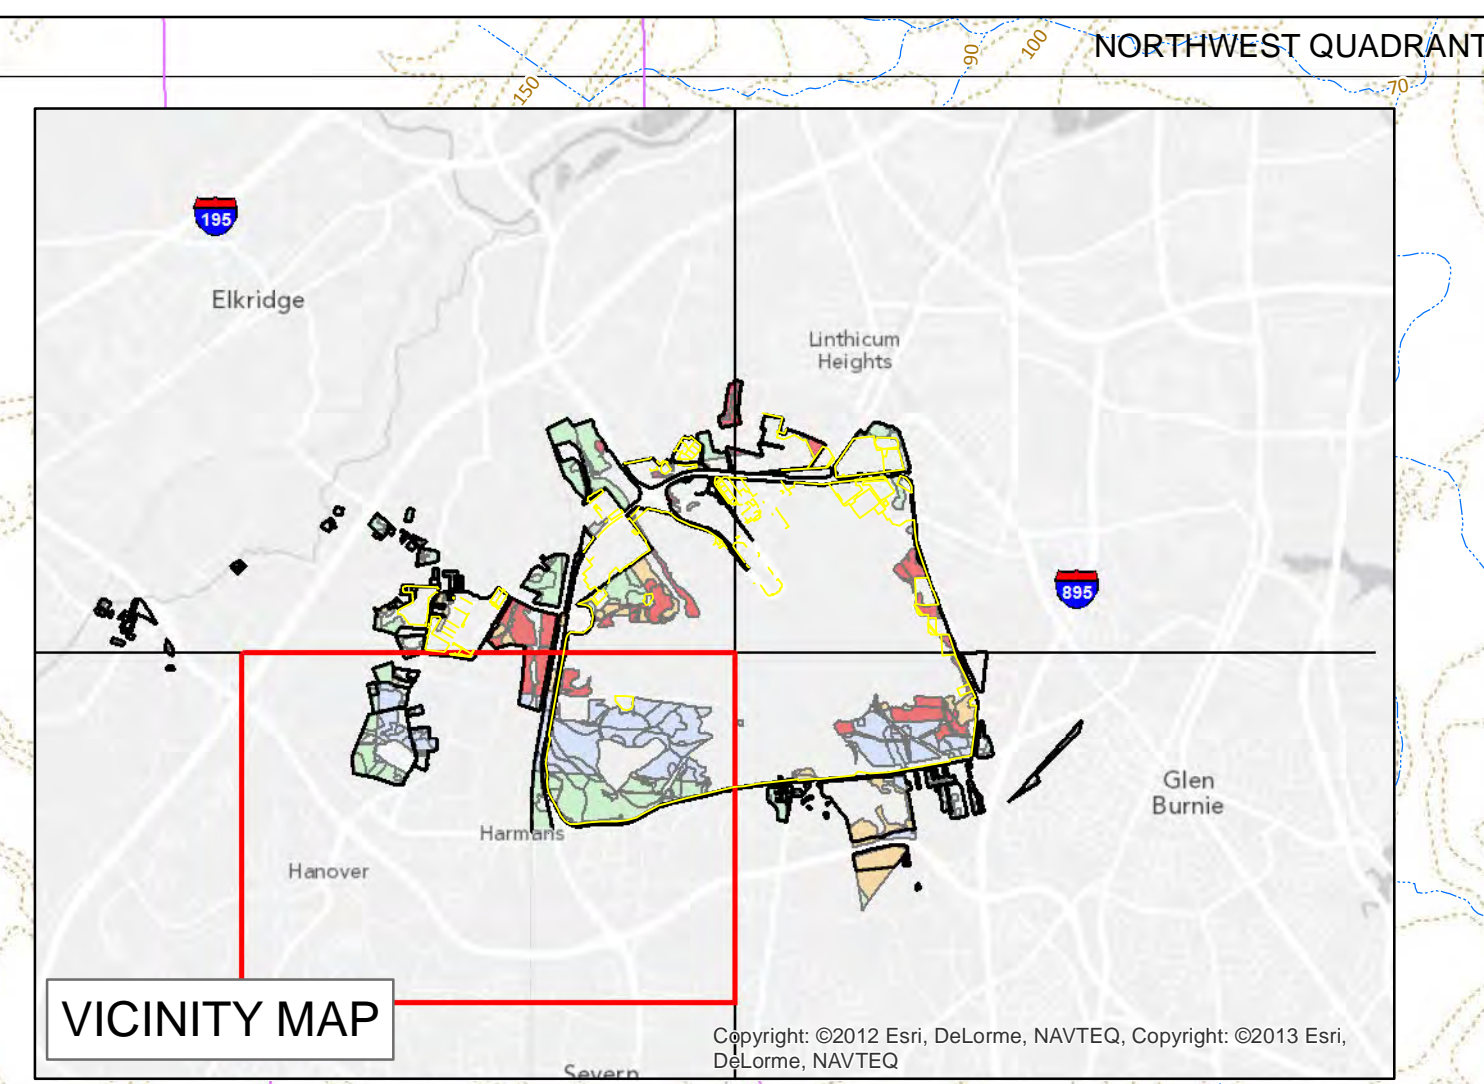 NORTHWEST QUADRANT
90
100
150
70
195
Elkridge
Linthicum
Heights
895
Glen
Burnie
Harmans
Hanover
VICINITY MAP
Copyright: ©2012 Esri, DeLorme, NAVTEQ, Copyright: ©2013 Esri,
DeLorme, NAVTEQ
Severn